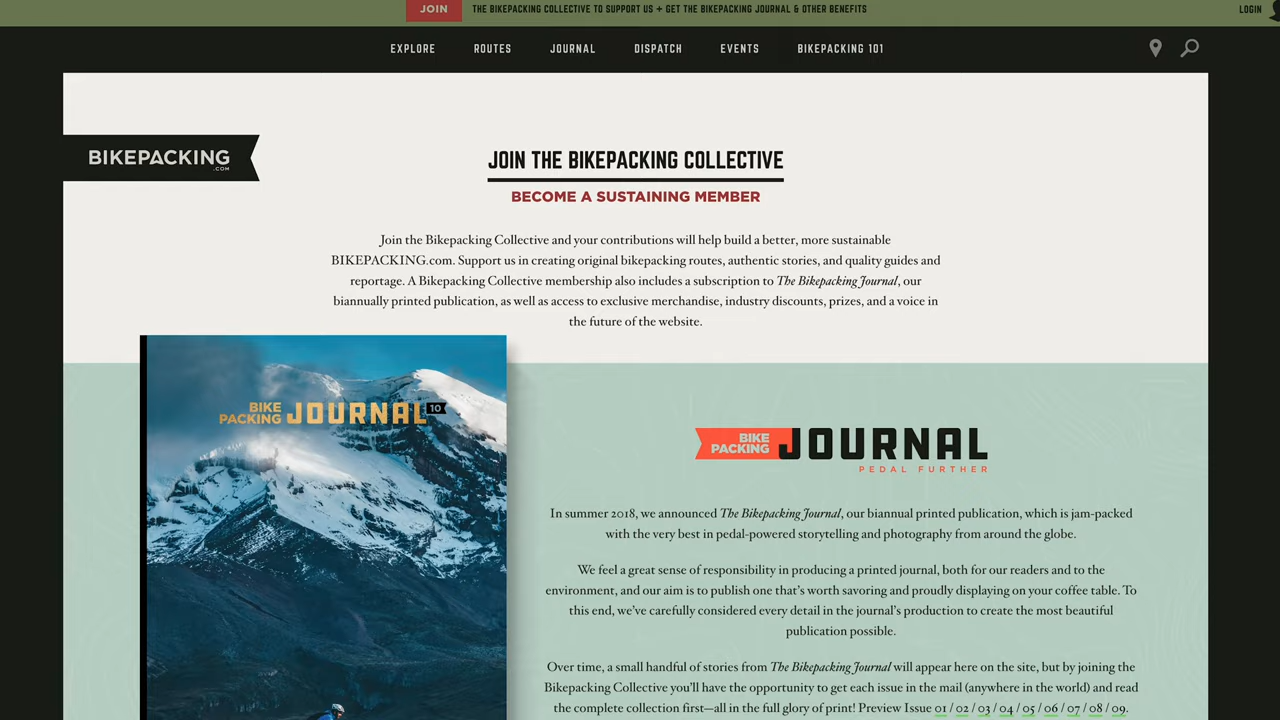 JOIN
THE BIKEPACKING COLLECTIVE TO SUPPORT US + GET THE BIKEPACKING JOURNAL & OTHER BENEFITS
LOGIN
EXPLORE
ROUTES
JOURNAL
DISPATCH
EVENTS
BIKEPACKING 101
BIKEPACKING
.COM
JOIN THE BIKEPACKING COLLECTIVE
BECOME A SUSTAINING MEMBER
Join the Bikepacking Collective and your contributions will help build a better, more sustainable
BIKEPACKING.com. Support us in creating original bikepacking routes, authentic stories, and quality guides and
reportage. A Bikepacking Collective membership also includes a subscription to The Bikepacking Journal, our
biannually printed publication, as well as access to exclusive merchandise, industry discounts, prizes, and a voice in
the future of the website.
BIKE
PACKING
JOURNAL
10
BIKE
PACKING
JOURNAL
PEDAL FURTHER
In summer 2018, we announced The Bikepacking Journal, our biannual printed publication, which is jam-packed
with the very best in pedal-powered storytelling and photography from around the globe.
We feel a great sense of responsibility in producing a printed journal, both for our readers and to the
environment, and our aim is to publish one that's worth savoring and proudly displaying on your coffee table. To
this end, we've carefully considered every detail in the journal's production to create the most beautiful
publication possible.
Over time, a small handful of stories from The Bikepacking Journal will appear here on the site, but by joining the
Bikepacking Collective you'll have the opportunity to get each issue in the mail (anywhere in the world) and read
the complete collection first—all in the full glory of print! Preview Issue 01 / 02 / 03 / 04 / 05 / 06 / 07 / 08 / 09.